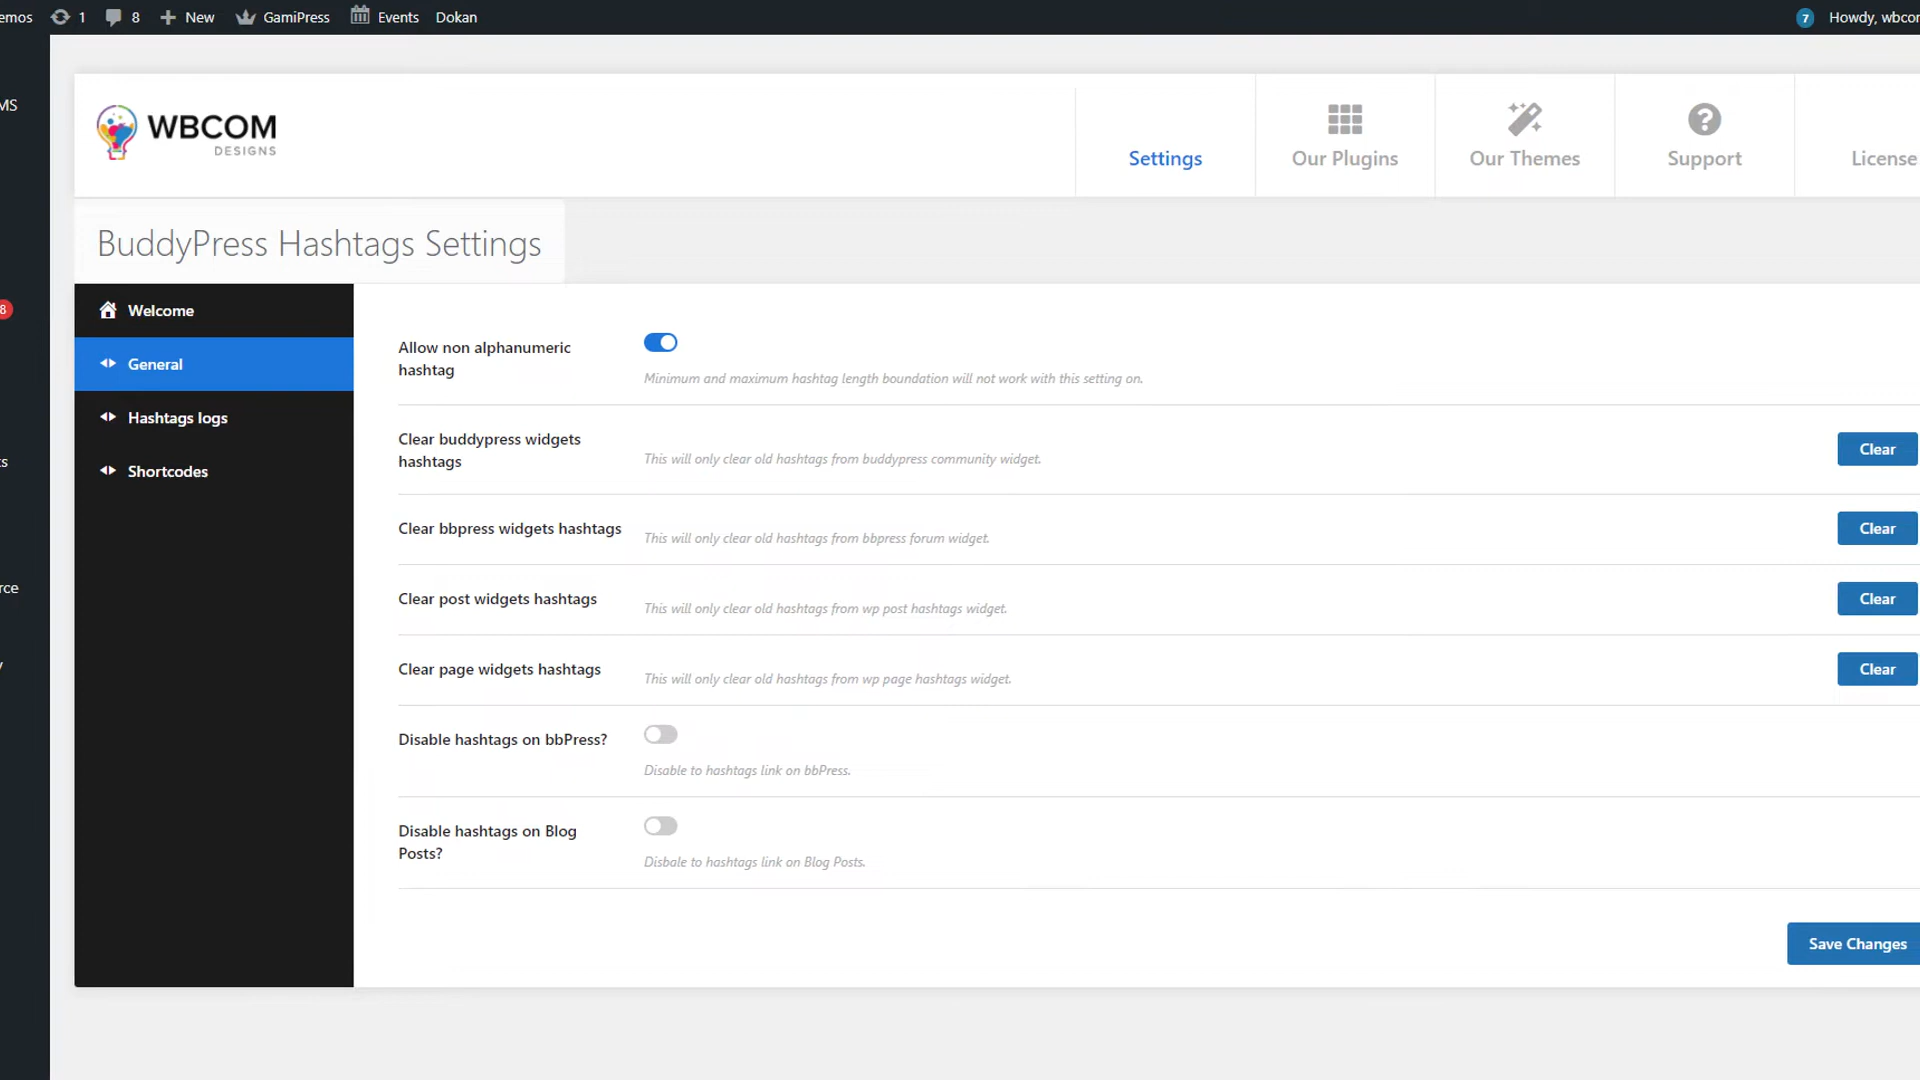 emos 1 8 New GamiPress Events Dokan 7 Howdy, wbcor
MS
8
s
rce
WBCOM
DESIGNS
Settings
Our Plugins
Our Themes
Support
License
BuddyPress Hashtags Settings
Welcome
General
Hashtags logs
Shortcodes
Allow non alphanumeric
hashtag
Minimum and maximum hashtag length boundation will not work with this setting on.
Clear buddypress widgets
hashtags
This will only clear old hashtags from buddypress community widget.
Clear
Clear bbpress widgets hashtags
This will only clear old hashtags from bbpress forum widget.
Clear
Clear post widgets hashtags
This will only clear old hashtags from wp post hashtags widget.
Clear
Clear page widgets hashtags
This will only clear old hashtags from wp page hashtags widget.
Clear
Disable hashtags on bbPress?
Disable to hashtags link on bbPress.
Disable hashtags on Blog
Posts?
Disbale to hashtags link on Blog Posts.
Save Changes